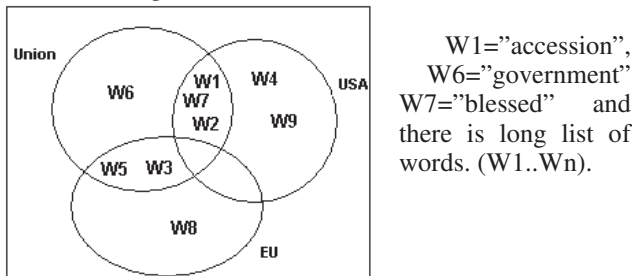 Union
USA
W1
W4
W6
W7
W2
W9
W5 W3
W8
EU
W1=”accession”,
W6=”government”
W7=”blessed” and
there is long list of
words. (W1..Wn).